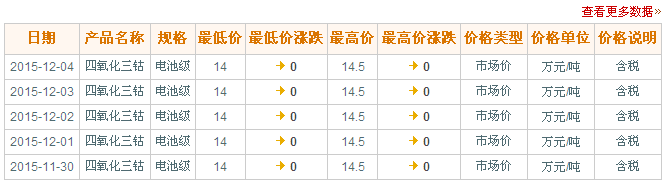 查看更多数据»
日期 产品名称 规格 最低价 最低价涨跌 最高价 最高价涨跌 价格类型 价格单位 价格说明
2015-12-04 四氧化三钴 电池级 14 → 0 14.5 → 0 市场价 万元/吨 含税
2015-12-03 四氧化三钴 电池级 14 → 0 14.5 → 0 市场价 万元/吨 含税
2015-12-02 四氧化三钴 电池级 14 → 0 14.5 → 0 市场价 万元/吨 含税
2015-12-01 四氧化三钴 电池级 14 → 0 14.5 → 0 市场价 万元/吨 含税
2015-11-30 四氧化三钴 电池级 14 → 0 14.5 → 0 市场价 万元/吨 含税